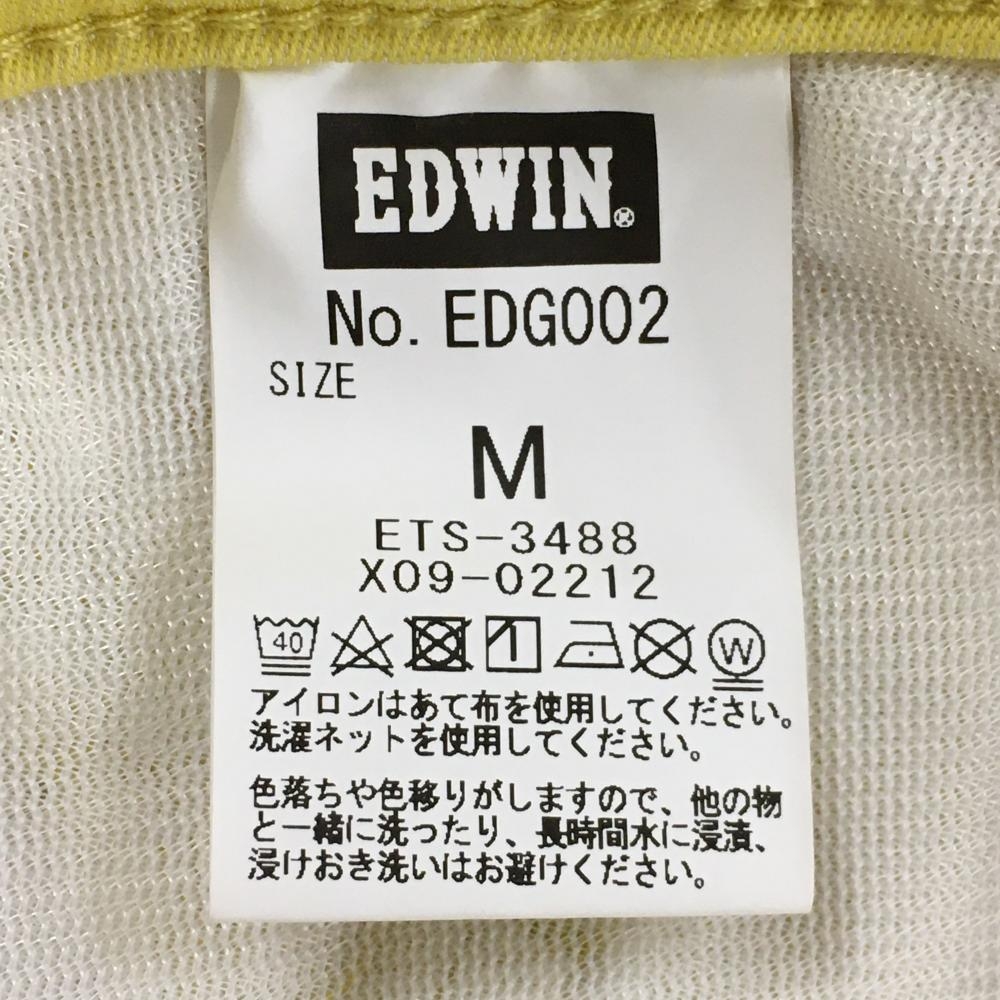 EDWIN®
No. EDG002
SIZE
M
ETS-3488
X09-02212
40 W
アイロンはあて布を使用してください。
洗濯ネットを使用してください。
色落ちや色移りがしますので、他の物
と一緒に洗ったり、長時間水に浸漬、
浸けおき洗いはお避けください。